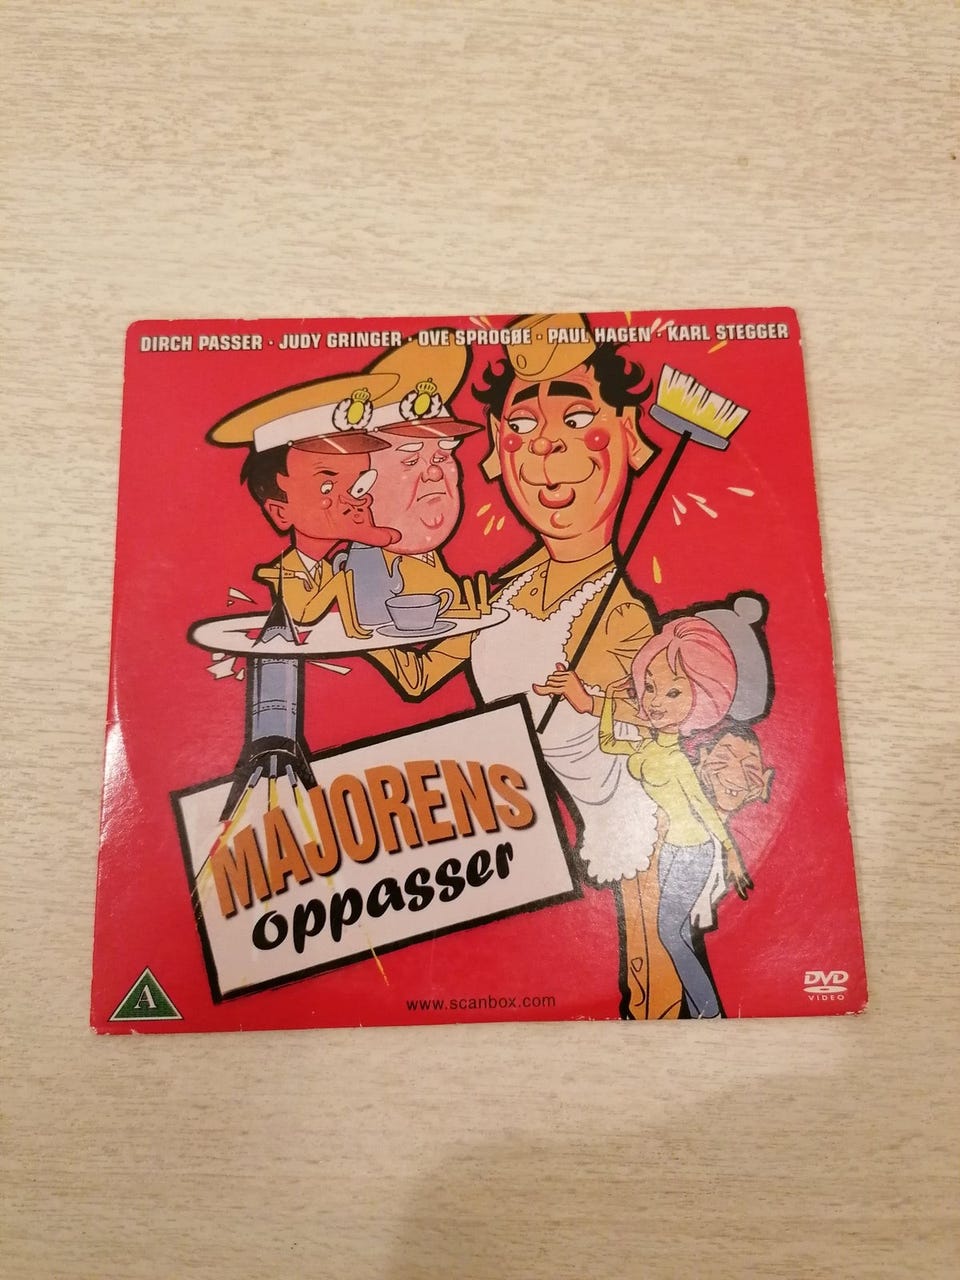 DIRCH PASSER · JUDY GRINGER · OVE SPROGØE · PAUL HAGEN · KARL STEGGER
MAJORENS
oppasser
A
www.scanbox.com
DVD
VIDEO